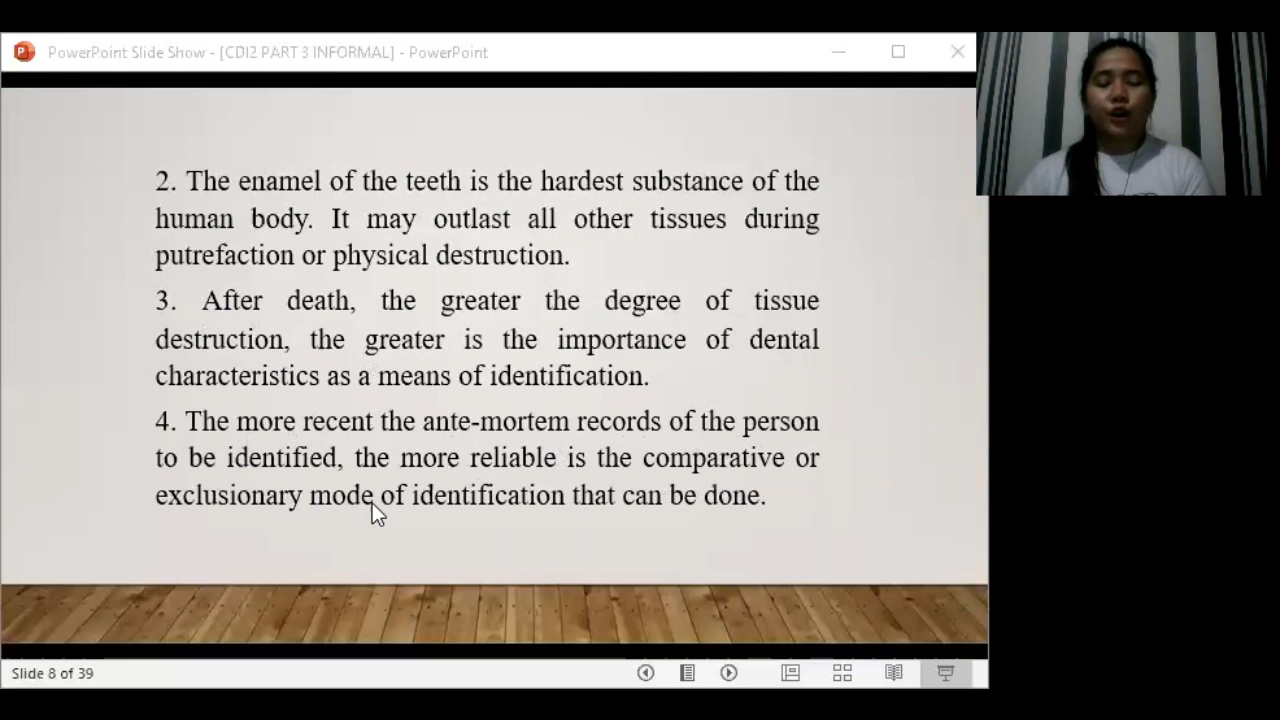 PowerPoint Slide Show - [CDI2 PART 3 INFORMAL] - PowerPoint
2. The enamel of the teeth is the hardest substance of the
human body. It may outlast all other tissues during
putrefaction or physical destruction.
3. After death, the greater the degree of tissue
destruction, the greater is the importance of dental
characteristics as a means of identification.
4. The more recent the ante-mortem records of the person
to be identified, the more reliable is the comparative or
exclusionary mode of identification that can be done.
Slide 8 of 39